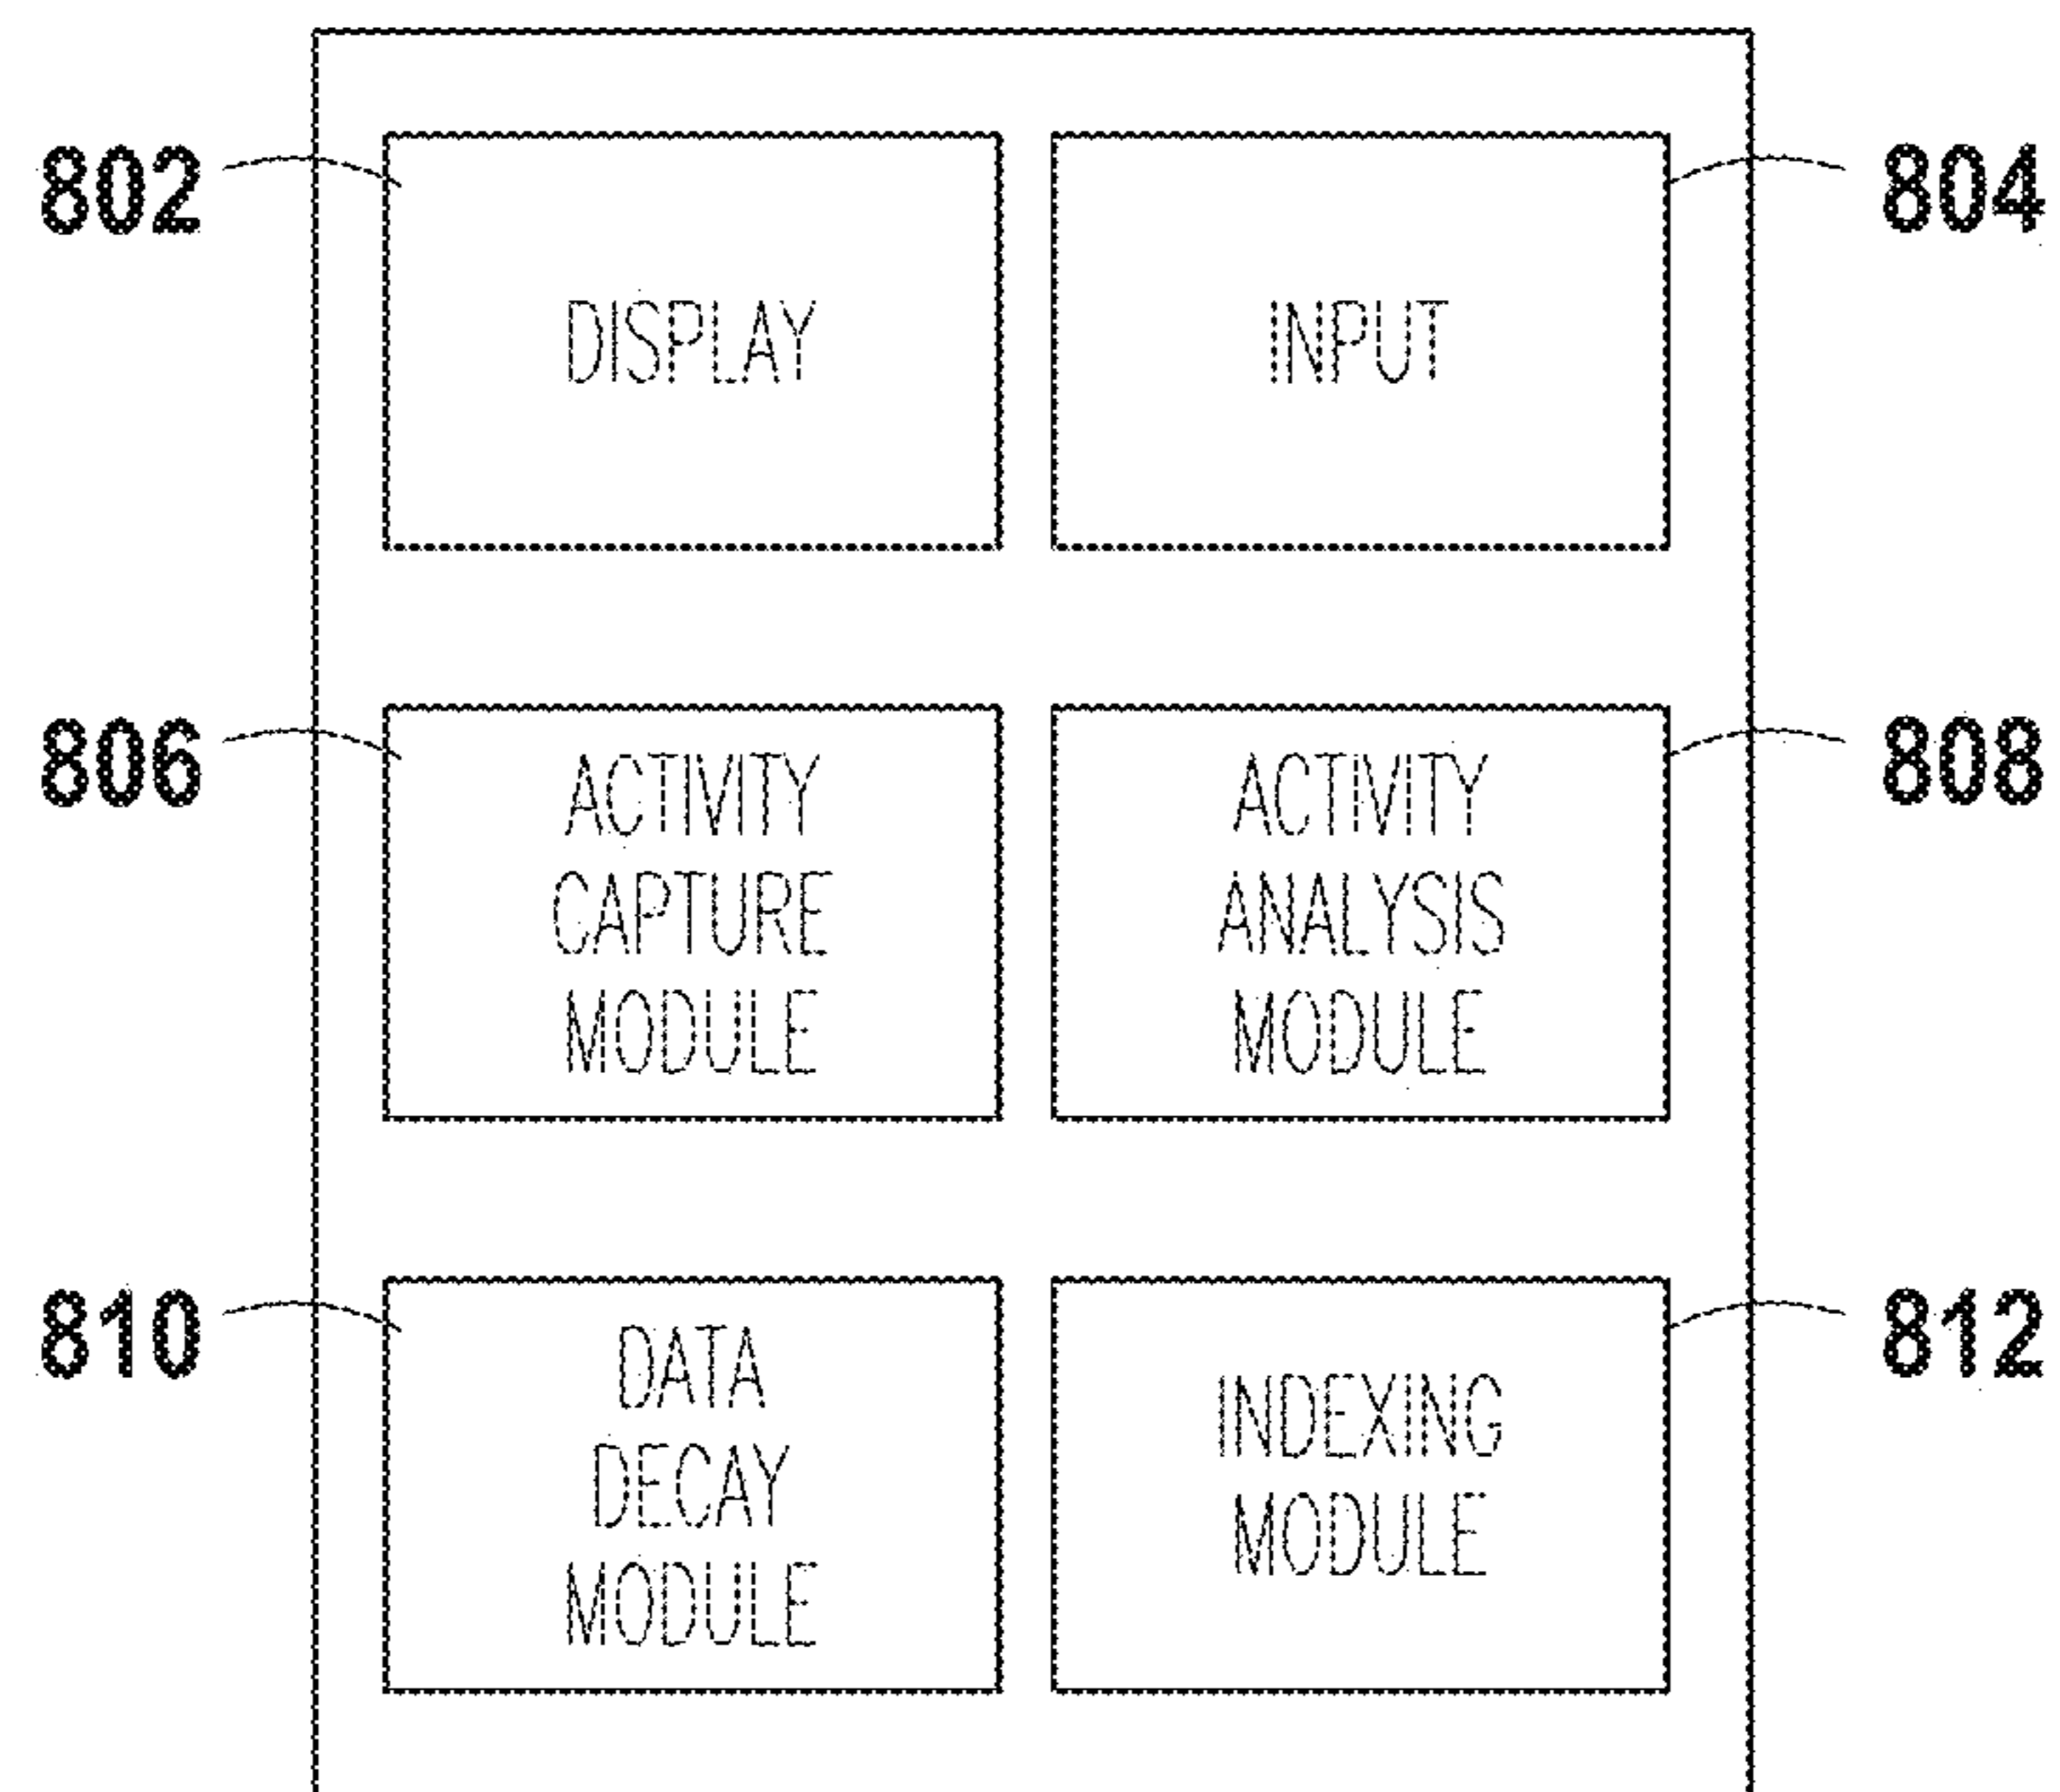 802
DISPLAY
INPUT
804
806
ACTIVITY
CAPTURE
MODULE
ACTIVITY
ANALYSIS
MODULE
808
810
DATA
DECAY
MODULE
INDEXING
MODULE
812